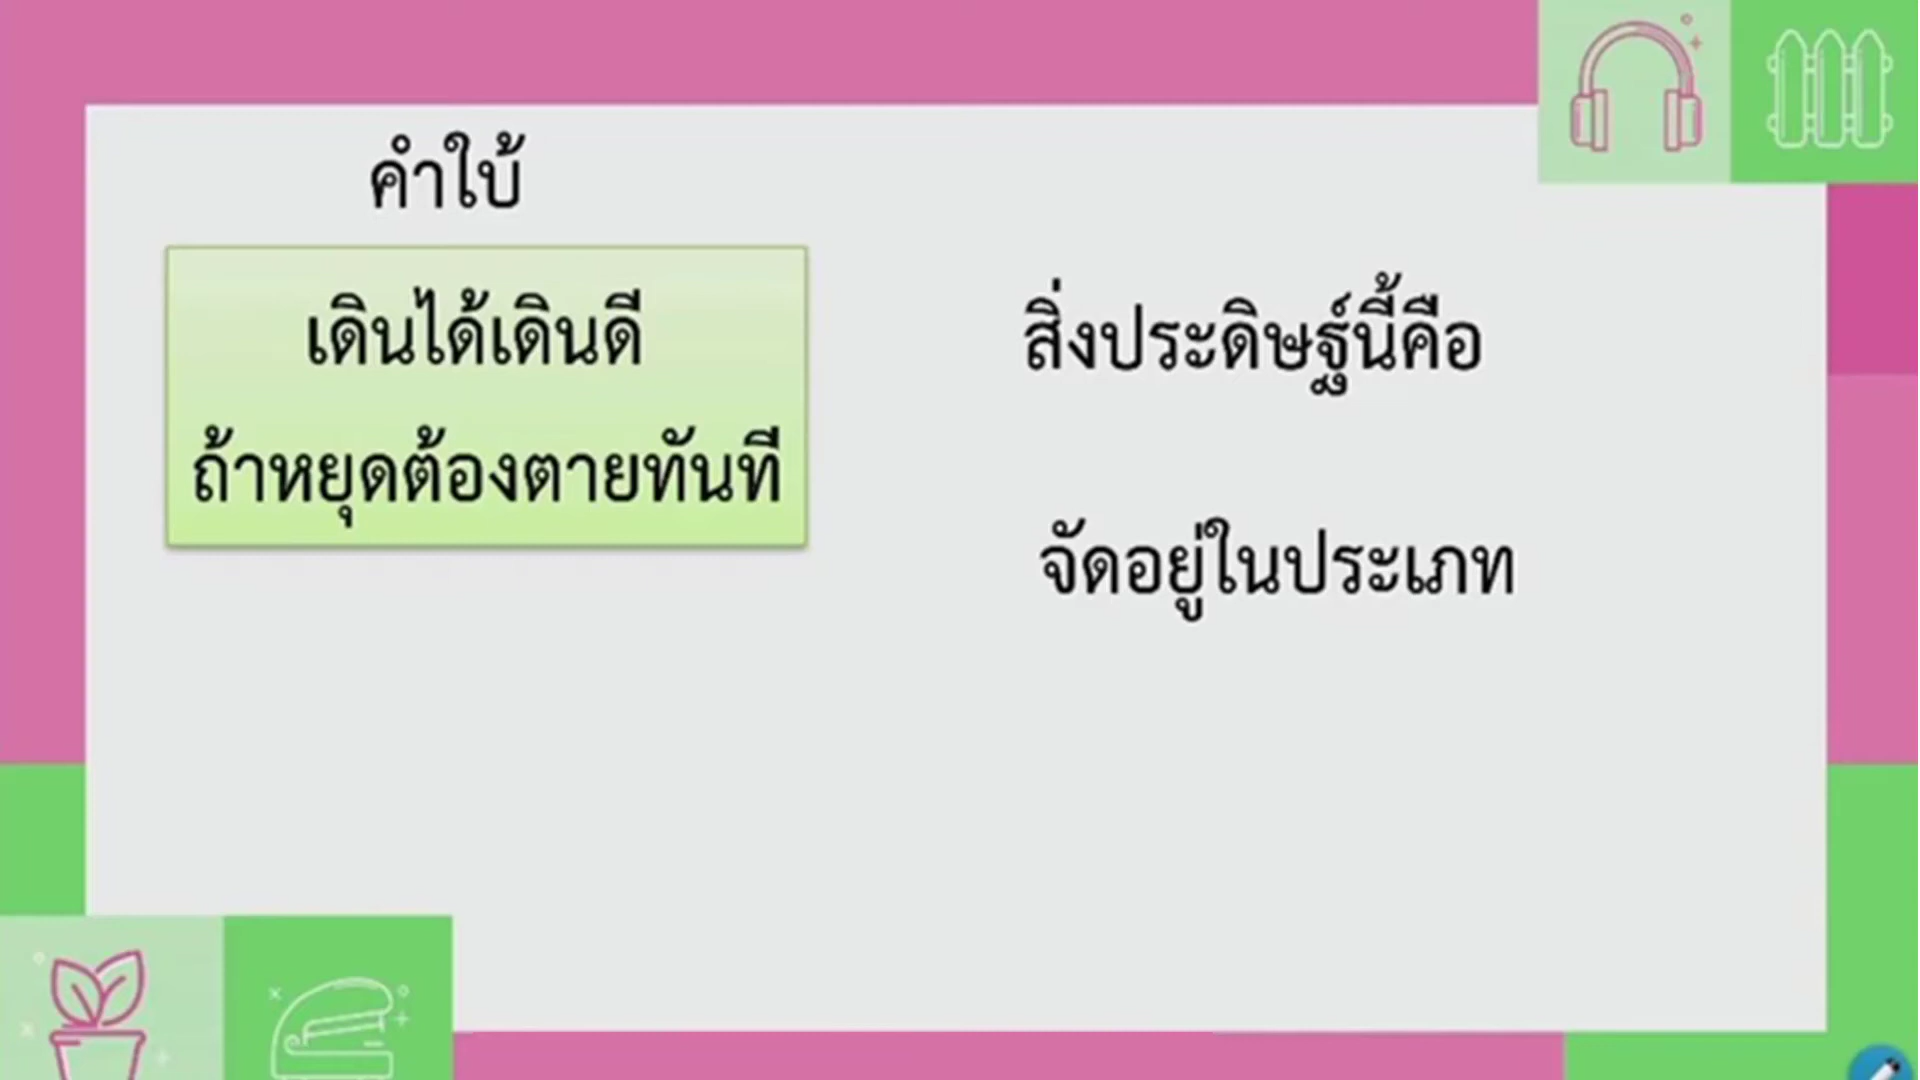 คำใบ้
เดินได้เดินดี
ถ้าหยุดต้องตายทันที
สิ่งประดิษฐ์นี้คือ
จัดอยู่ในประเภท